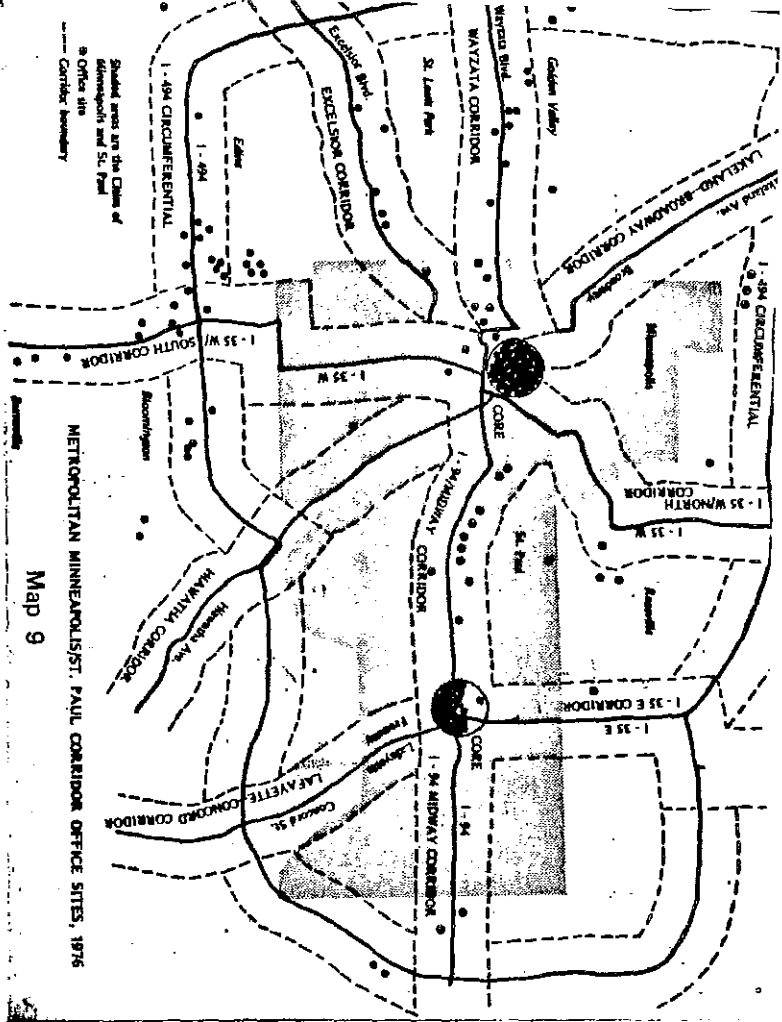 I - 494 CIRCUMFERENTIAL
LAKELAND-BROADWAY CORRIDOR
Broadway
Minneapolis
I - 35 W/NORTH
CORRIDOR
I - 35 W
Roseville
I - 35 E CORRIDOR
I - 35 E
Golden Valley
Wayzata Blvd.
WAYZATA CORRIDOR
St. Louis Park
Excelsior Blvd.
EXCELSIOR CORRIDOR
CORE
St. Paul
I - 94/MIDWAY
CORRIDOR
CORE
I - 94
I - 94 MIDWAY CORRIDOR
Edina
I - 494
I - 494 CIRCUMFERENTIAL
I - 35 W
I - 35 W/
SOUTH CORRIDOR
Bloomington
Burnsville
HIAWATHA CORRIDOR
Hiawatha Ave.
Lafayette
Freeway
LAFAYETTE-CONCORD CORRIDOR
Concord St.
Shaded areas are the Cities of
Minneapolis and St. Paul
Office site
Corridor boundary
METROPOLITAN MINNEAPOLIS/ST. PAUL CORRIDOR OFFICE SITES, 1976
Map 9